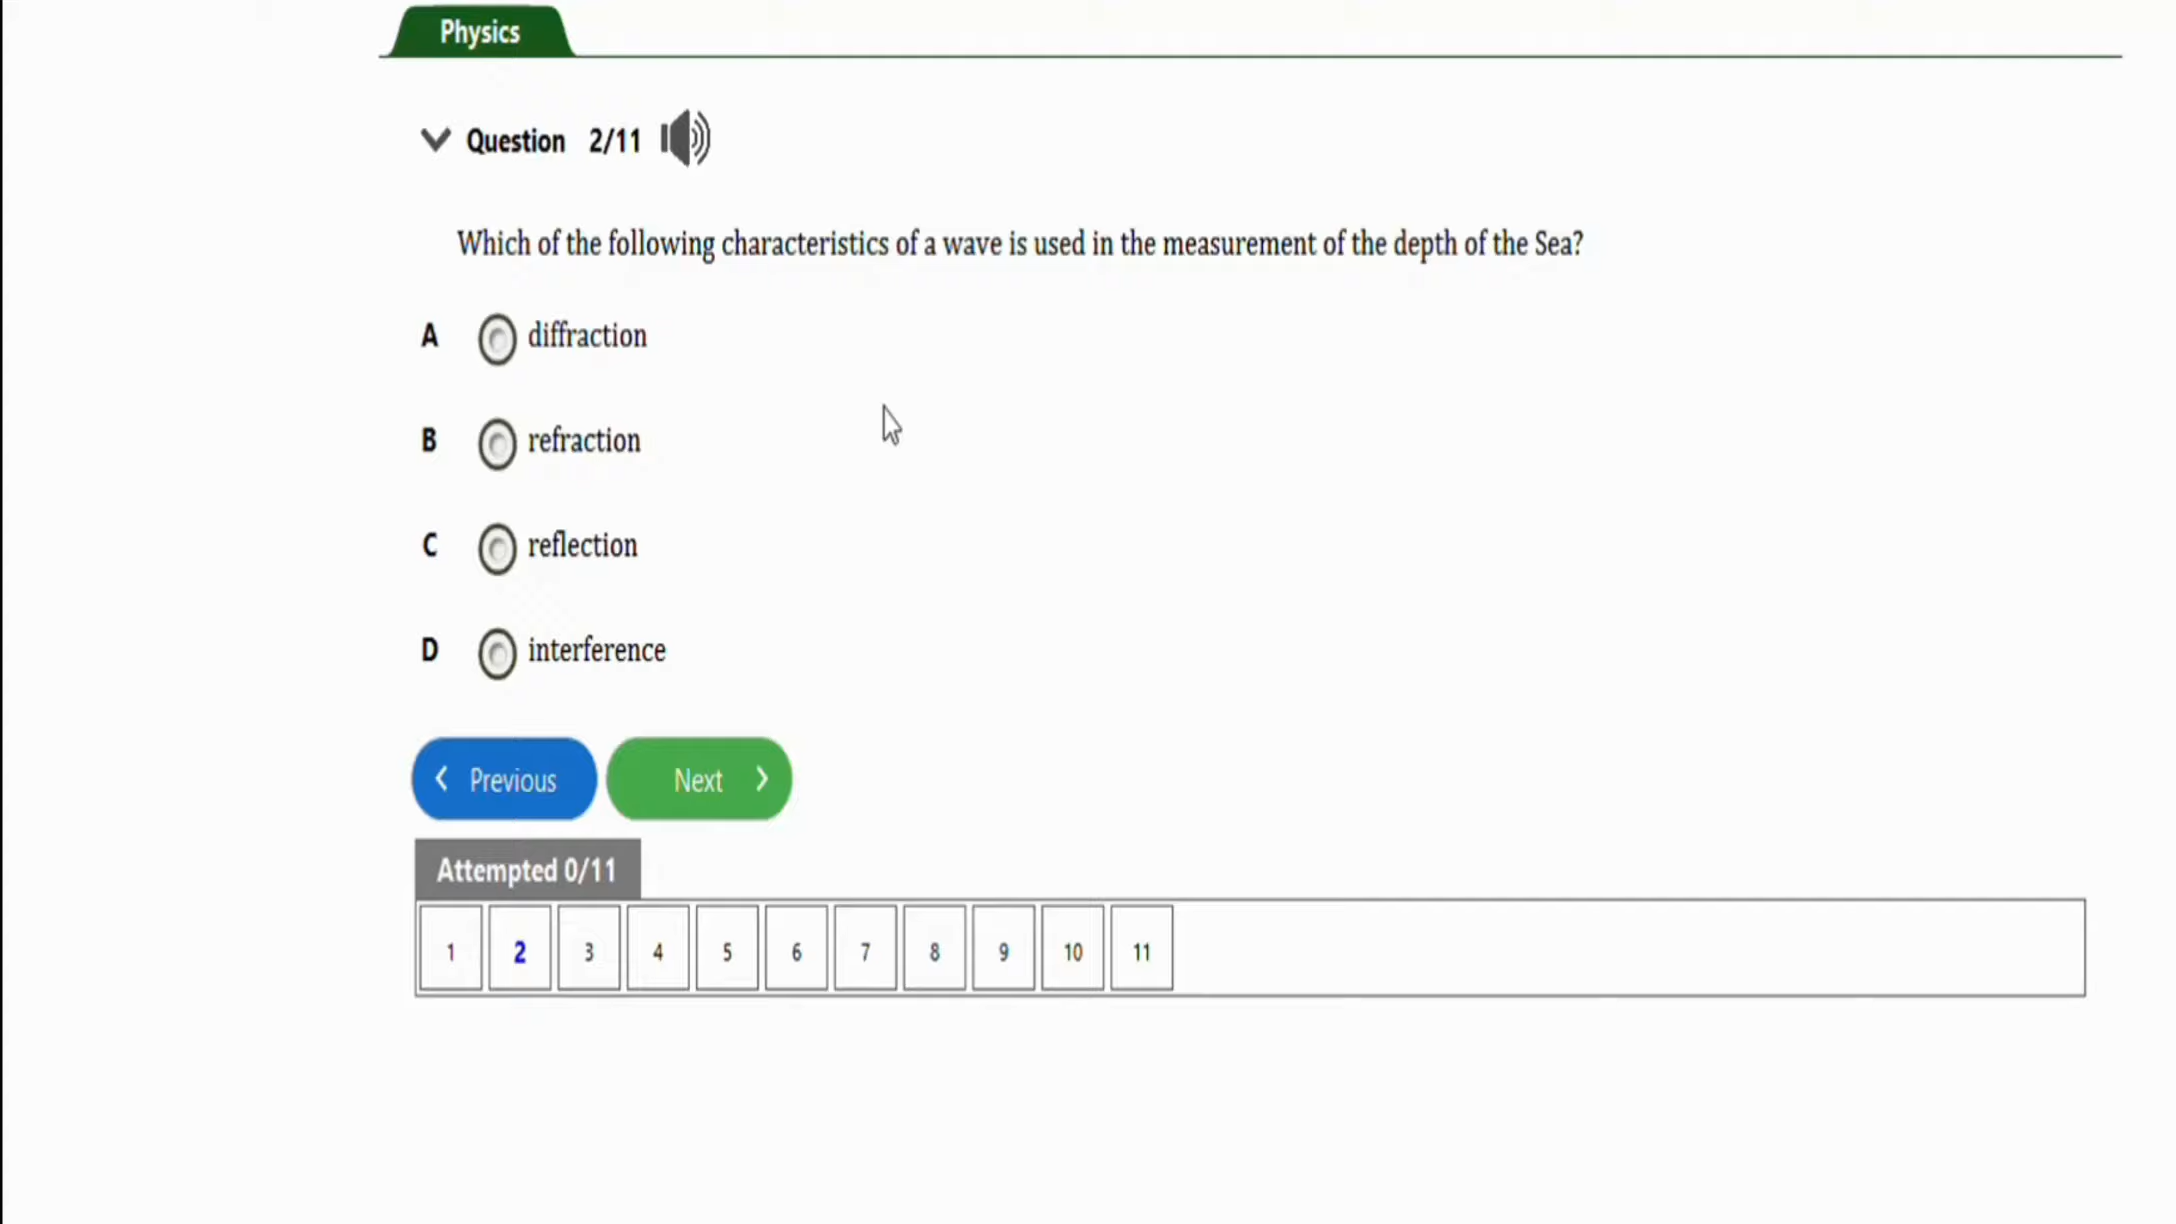 Physics
Question 2/11
Which of the following characteristics of a wave is used in the measurement of the depth of the Sea?
A diffraction
B refraction
C reflection
D interference
Previous Next
Attempted 0/11
1 2 3 4 5 6 7 8 9 10 11